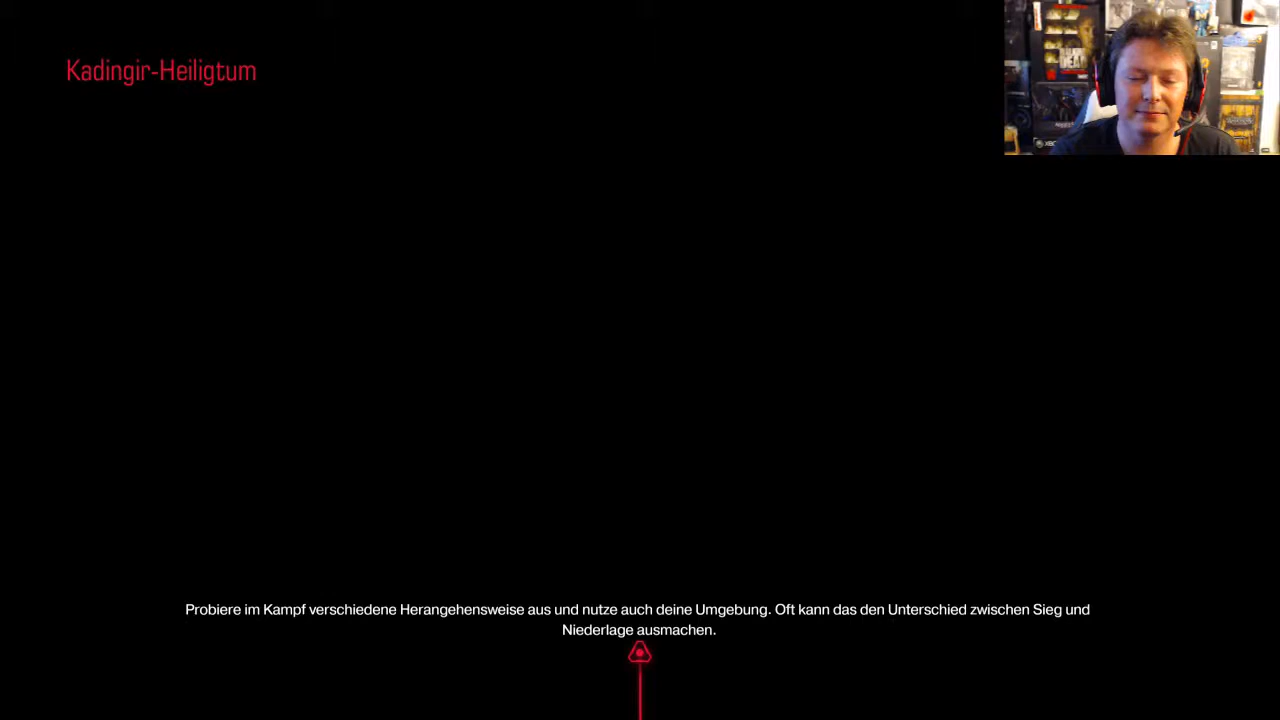 Kadingir-Heiligtum
DEAD
Probiere im Kampf verschiedene Herangehensweise aus und nutze auch deine Umgebung. Oft kann das den Unterschied zwischen Sieg und
Niederlage ausmachen.